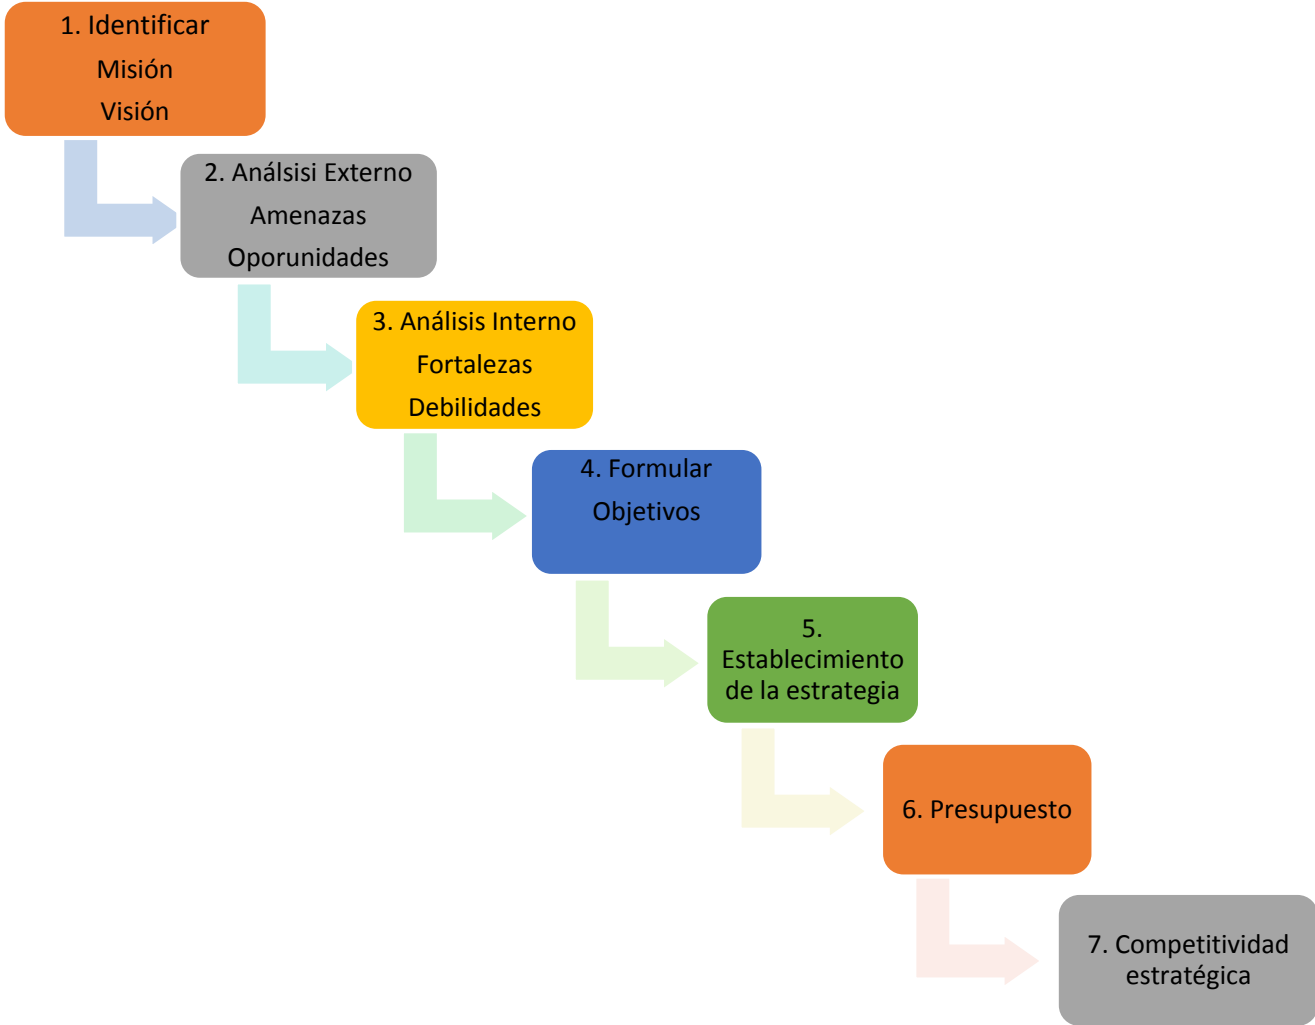 1. Identificar
Misión
Visión
2. Análsisi Externo
Amenazas
Oporunidades
3. Análisis Interno
Fortalezas
Debilidades
4. Formular
Objetivos
5.
Establecimiento
de la estrategia
6. Presupuesto
7. Competitividad
estratégica